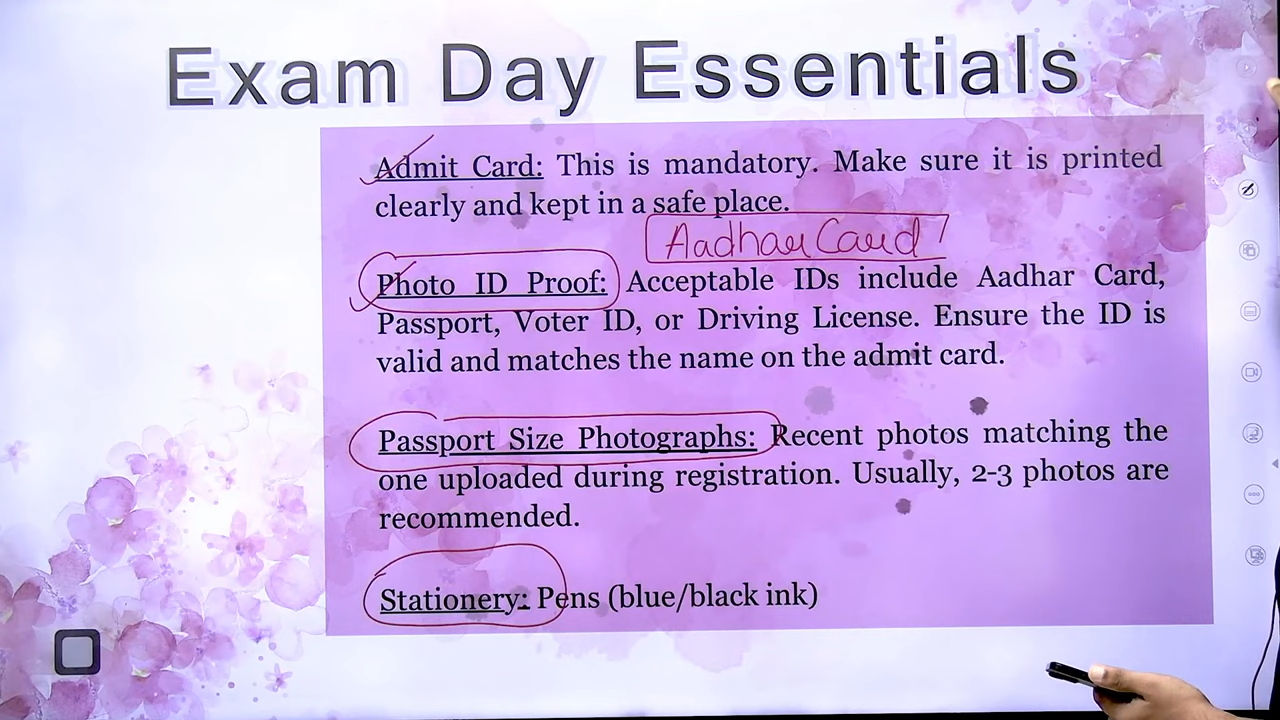 Exam Day Essentials
Admit Card: This is mandatory. Make sure it is printed
clearly and kept in a safe place.
Aadhar Card
Photo ID Proof: Acceptable IDs include Aadhar Card,
Passport, Voter ID, or Driving License. Ensure the ID is
valid and matches the name on the admit card.
Passport Size Photographs: Recent photos matching the
one uploaded during registration. Usually, 2-3 photos are
recommended.
Stationery: Pens (blue/black ink)